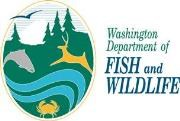 Washington
Department of
FISH and
WILDLIFE